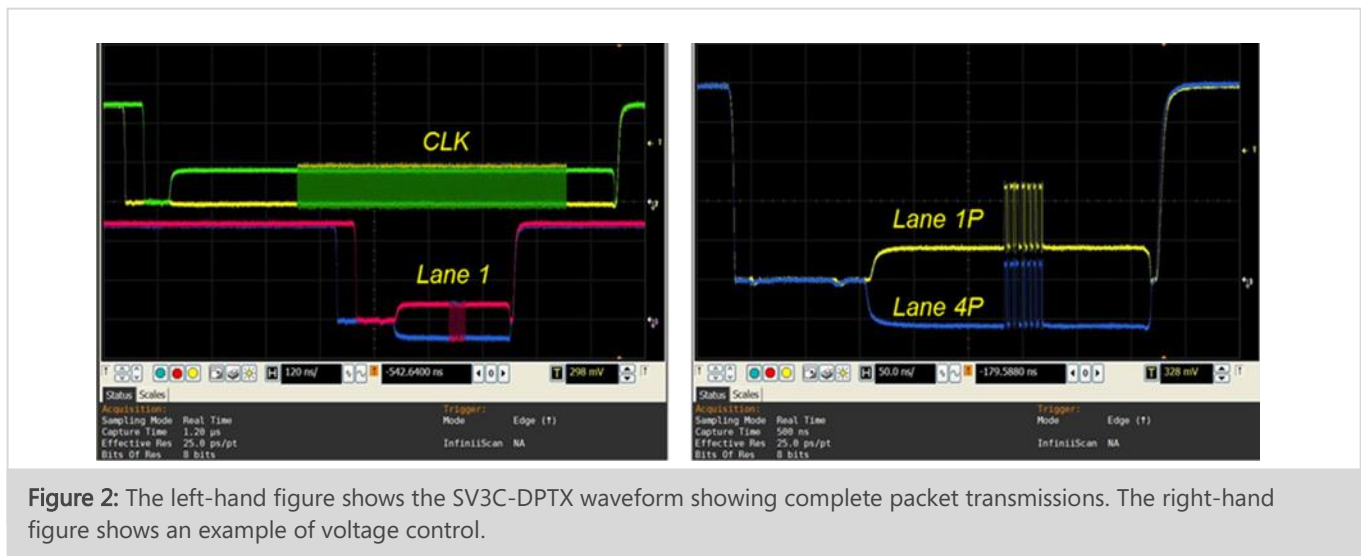 CLK
Lane 1
H 120 ns/ T -542.6400 ns 0 T 298 mV
Status Scales
Acquisition: Trigger:
Sampling Mode Real Time Mode Edge (↑)
Capture Time 1.20 µs
Effective Res 25.0 ps/pt InfiniiScan NA
Bits Of Res 8 bits
Lane 1P
Lane 4P
H 50.0 ns/ T -179.5880 ns 0 T 328 mV
Status Scales
Acquisition: Trigger:
Sampling Mode Real Time Mode Edge (↑)
Capture Time 500 ns
Effective Res 25.0 ps/pt InfiniiScan NA
Bits Of Res 8 bits
Figure 2: The left-hand figure shows the SV3C-DPTX waveform showing complete packet transmissions. The right-hand
figure shows an example of voltage control.